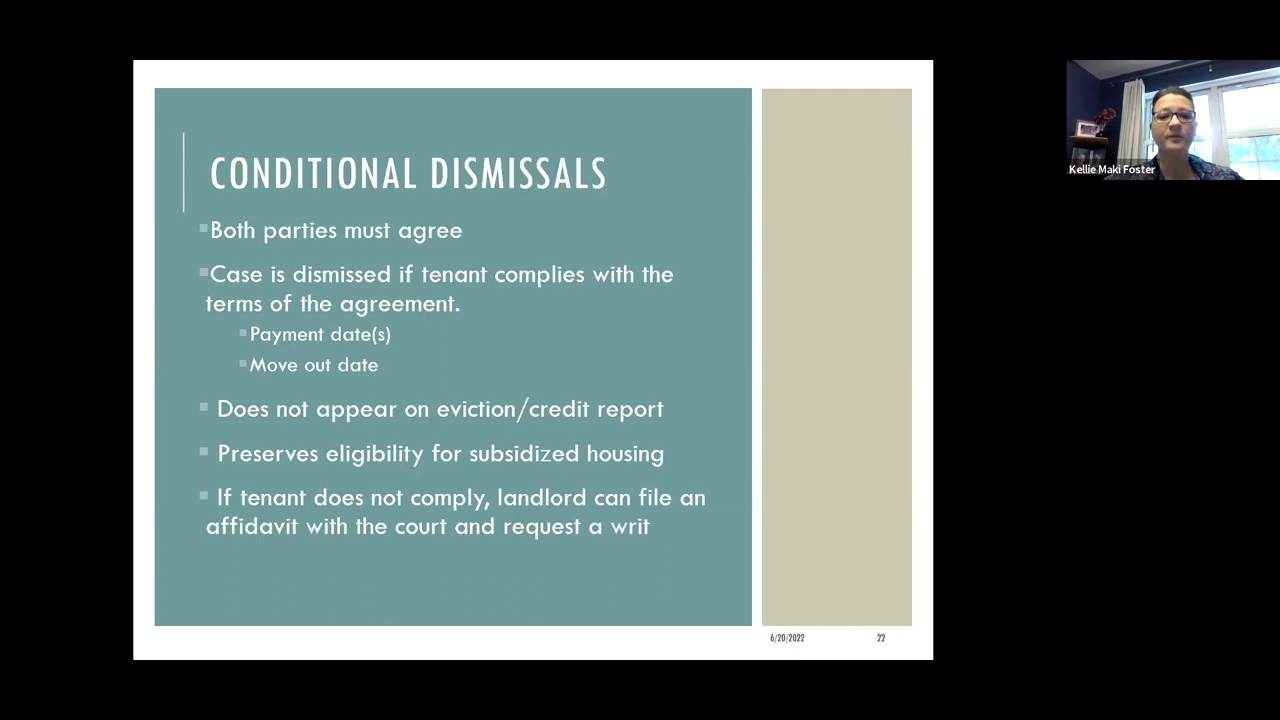 CONDITIONAL DISMISSALS
Both parties must agree
Case is dismissed if tenant complies with the
terms of the agreement.
Payment date(s)
Move out date
Does not appear on eviction/credit report
Preserves eligibility for subsidized housing
If tenant does not comply, landlord can file an
affidavit with the court and request a writ
6/20/2022
22
Kellie Maki Foster